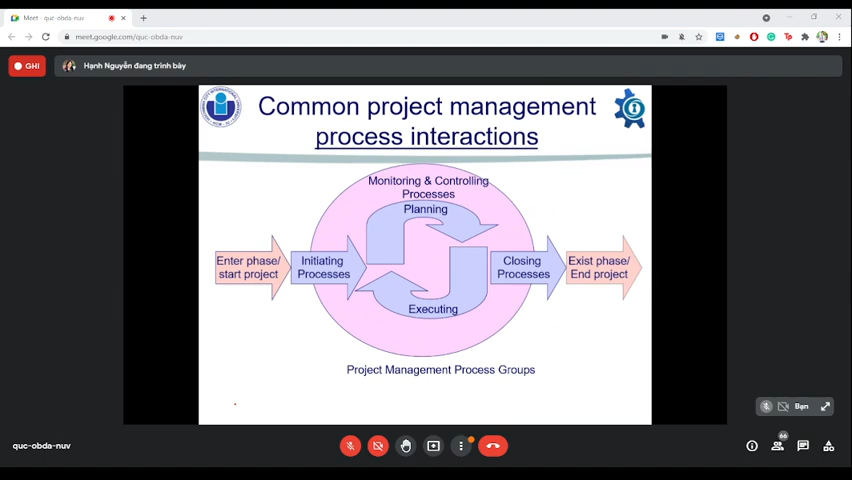 Meet - quc-obda-nuv
meet.google.com/quc-obda-nuv
GHI
Hạnh Nguyễn đang trình bày
Common project management
process interactions
Monitoring & Controlling
Processes
Planning
Enter phase/
start project
Initiating
Processes
Closing
Processes
Exist phase/
End project
Executing
Project Management Process Groups
Bạn
quc-obda-nuv
66